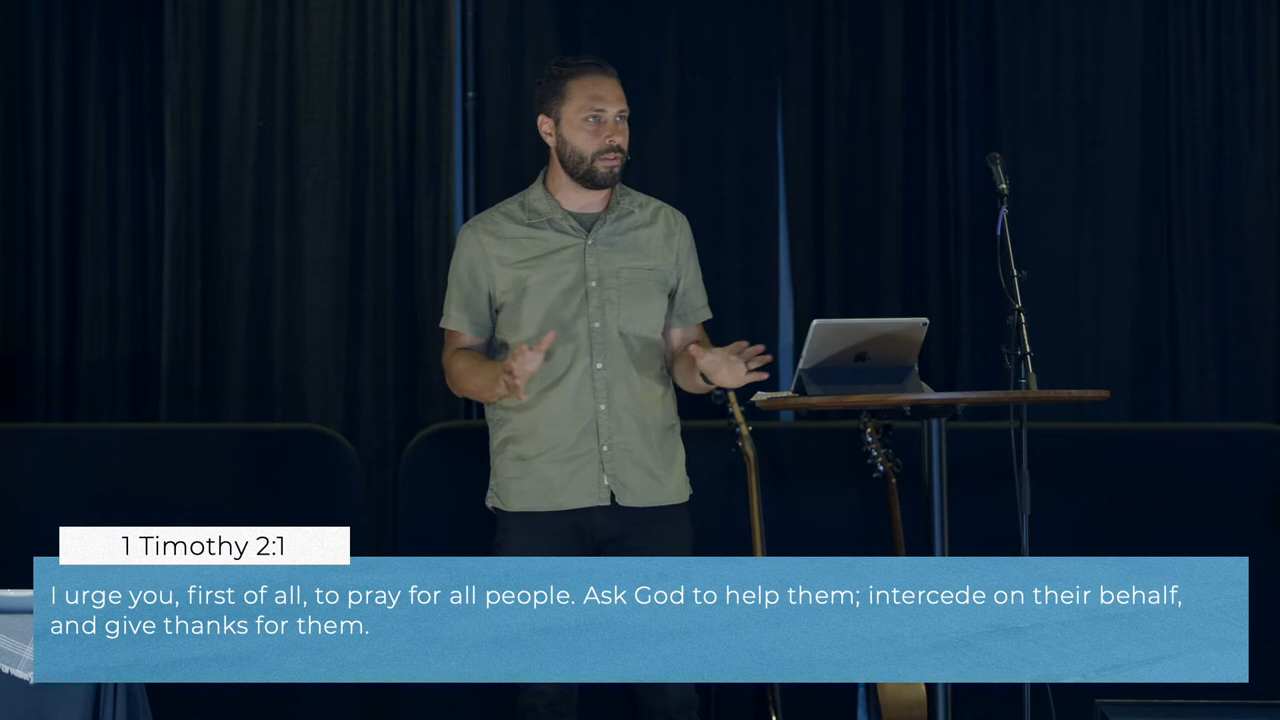 1 Timothy 2:1
I urge you, first of all, to pray for all people. Ask God to help them; intercede on their behalf,
and give thanks for them.